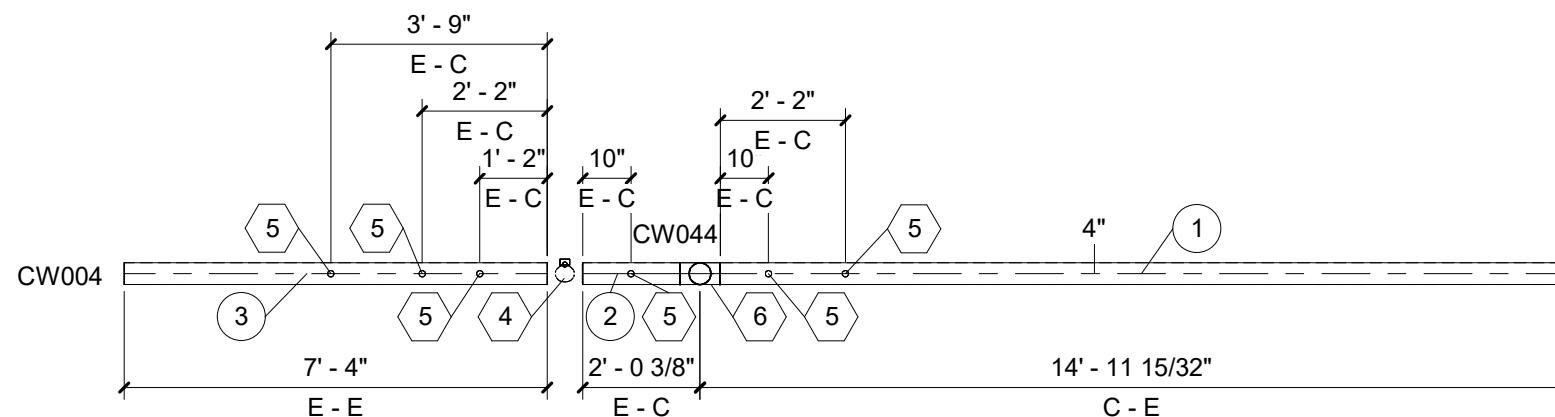 3' - 9"
E - C
2' - 2"
E - C
2' - 2"
E - C
1' - 2"
E - C
10"
E - C
10
E - C
5
5
CW044
5
4"
1
CW004
3
5
4
2
5
6
5
7' - 4"
E - E
2' - 0 3/8"
E - C
14' - 11 15/32"
C - E